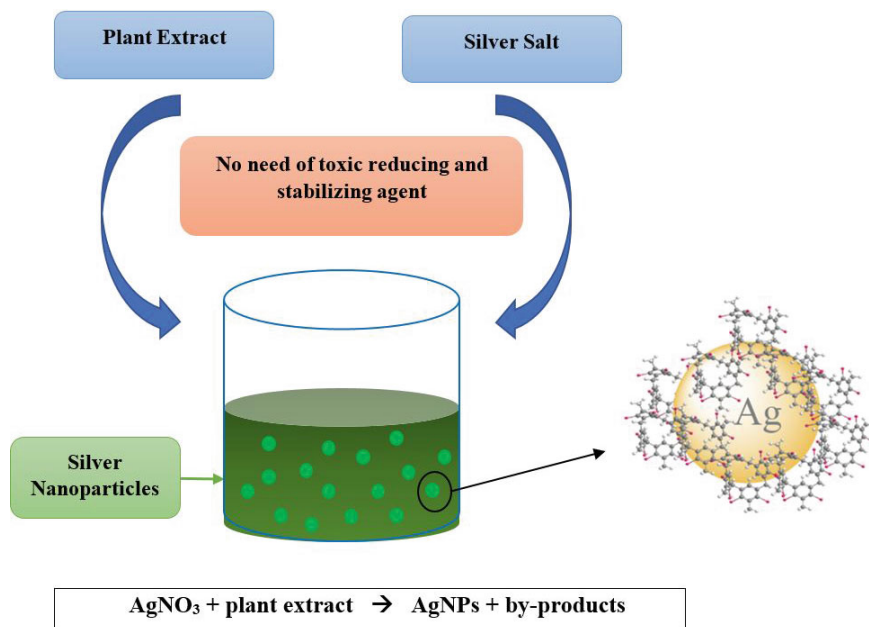 Plant Extract
Silver Salt
No need of toxic reducing and
stabilizing agent
Silver
Nanoparticles
Ag
AgNO₃ + plant extract → AgNPs + by-products